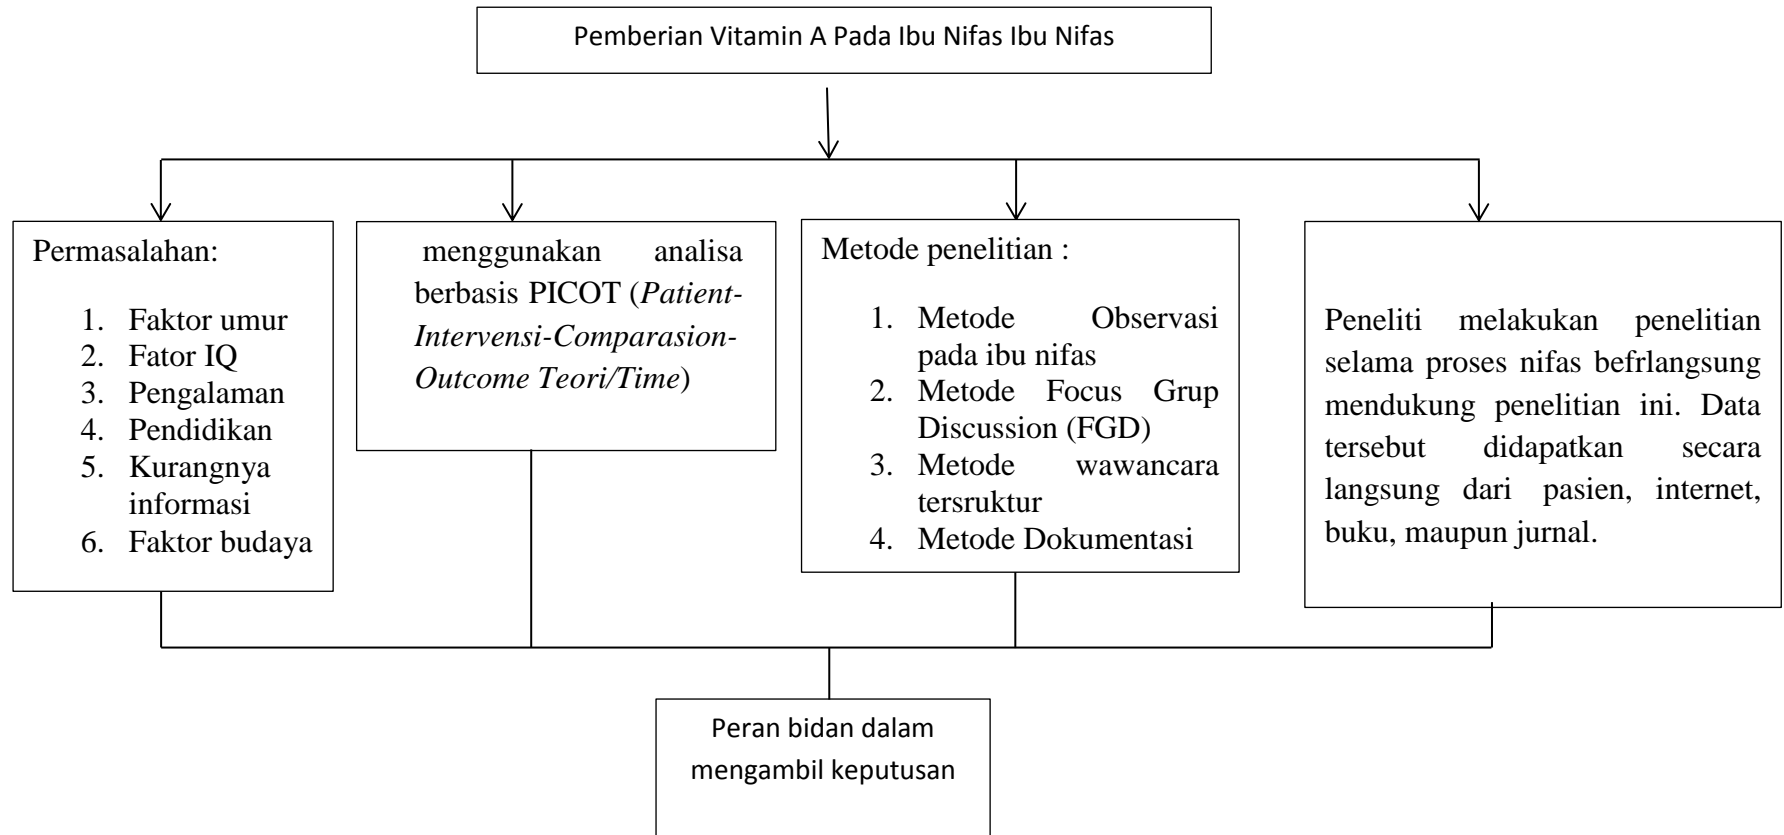 Pemberian Vitamin A Pada Ibu Nifas Ibu Nifas
Permasalahan:
1. Faktor umur
2. Fator IQ
3. Pengalaman
4. Pendidikan
5. Kurangnya
informasi
6. Faktor budaya
menggunakan analisa
berbasis PICOT (Patient-
Intervensi-Comparasion-
Outcome Teori/Time)
Metode penelitian :
1. Metode Observasi
pada ibu nifas
2. Metode Focus Grup
Discussion (FGD)
3. Metode wawancara
tersruktur
4. Metode Dokumentasi
Peneliti melakukan penelitian
selama proses nifas befrlangsung
mendukung penelitian ini. Data
tersebut didapatkan secara
langsung dari pasien, internet,
buku, maupun jurnal.
Peran bidan dalam
mengambil keputusan